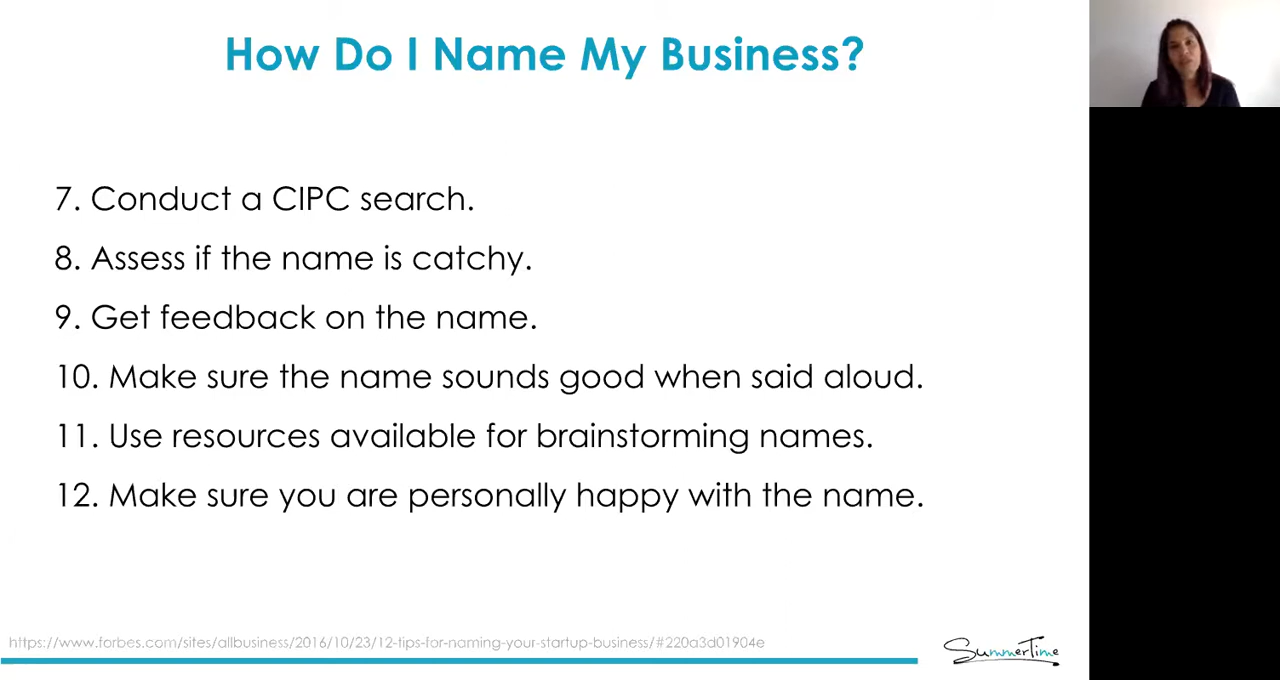 How Do I Name My Business?
7. Conduct a CIPC search.
8. Assess if the name is catchy.
9. Get feedback on the name.
10. Make sure the name sounds good when said aloud.
11. Use resources available for brainstorming names.
12. Make sure you are personally happy with the name.
https://www.forbes.com/sites/allbusiness/2016/10/23/12-tips-for-naming-your-startup-business/#220a3d01904e
SummerTime